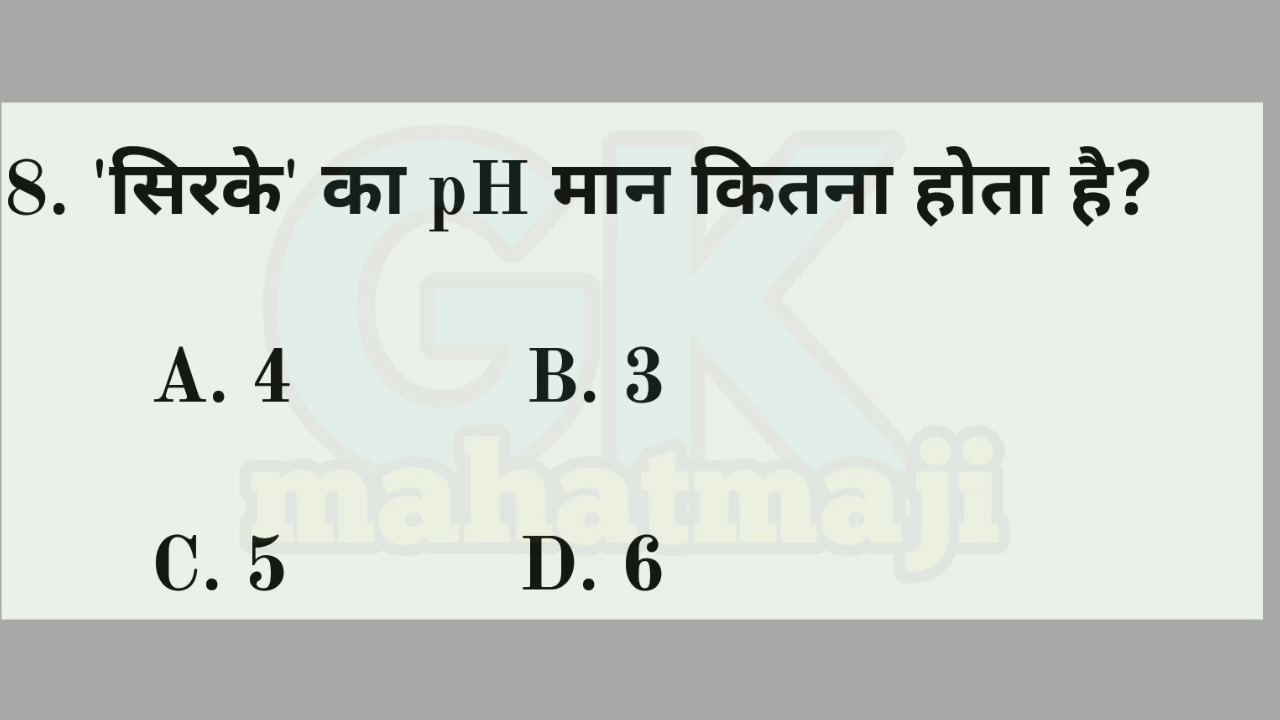 8. 'सिरके' का pH मान कितना होता है?
A. 4 B. 3
GK
mahatmaji
C. 5 D. 6